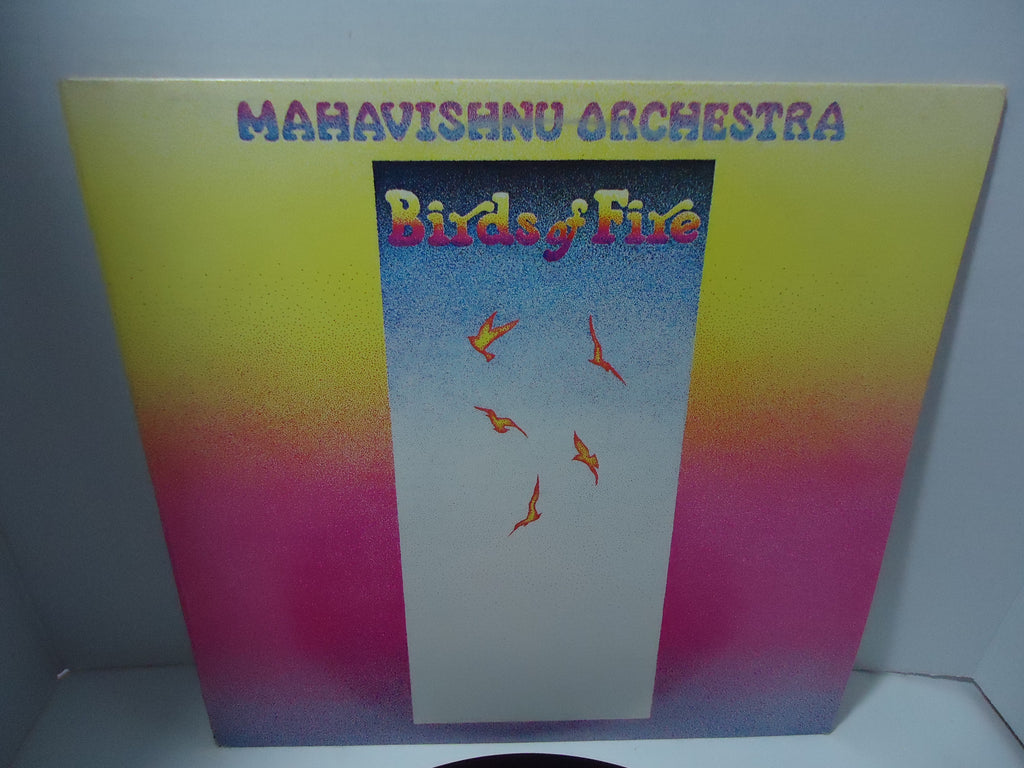 MAHAVISHNU ORCHESTRA
Birds of Fire